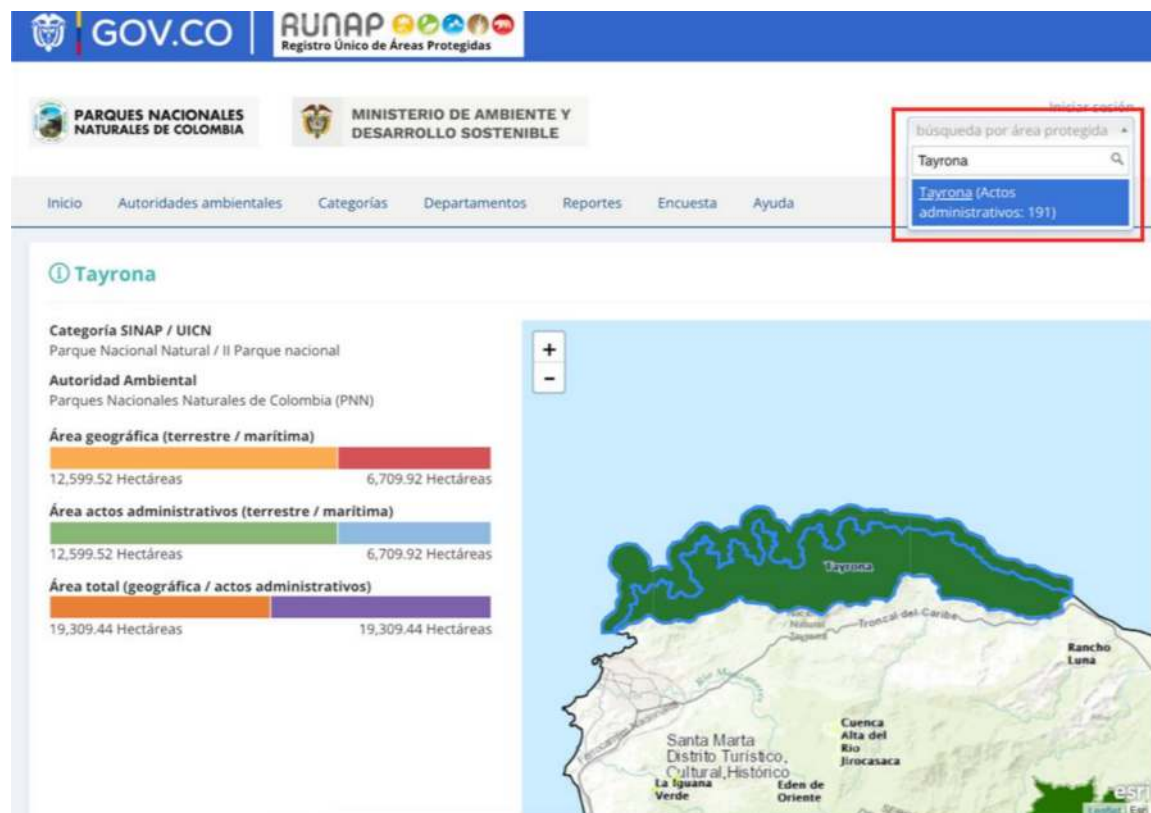 GOV.CO
RUNAP
Registro Único de Áreas Protegidas
PARQUES NACIONALES
NATURALES DE COLOMBIA
MINISTERIO DE AMBIENTE Y
DESARROLLO SOSTENIBLE
Iniciar sesión
búsqueda por área protegida
Tayrona
Tayrona (Actos
administrativos: 191)
Inicio Autoridades ambientales Categorías Departamentos Reportes Encuesta Ayuda
Tayrona
Categoría SINAP / UICN
Parque Nacional Natural / II Parque nacional
Autoridad Ambiental
Parques Nacionales Naturales de Colombia (PNN)
Área geográfica (terrestre / marítima)
12,599.52 Hectáreas 6,709.92 Hectáreas
Área actos administrativos (terrestre / marítima)
12,599.52 Hectáreas 6,709.92 Hectáreas
Área total (geográfica / actos administrativos)
19,309.44 Hectáreas 19,309.44 Hectáreas
+
−
Tayrona
Natural
Tayrona
Troncal del Caribe
Rancho
Luna
Cuenca
Alta del
Rio
Jirocasaca
Santa Marta
Distrito Turístico,
Cultural,Histórico
La Iguana
Verde
Eden de
Oriente
esri
Leaflet | Esri